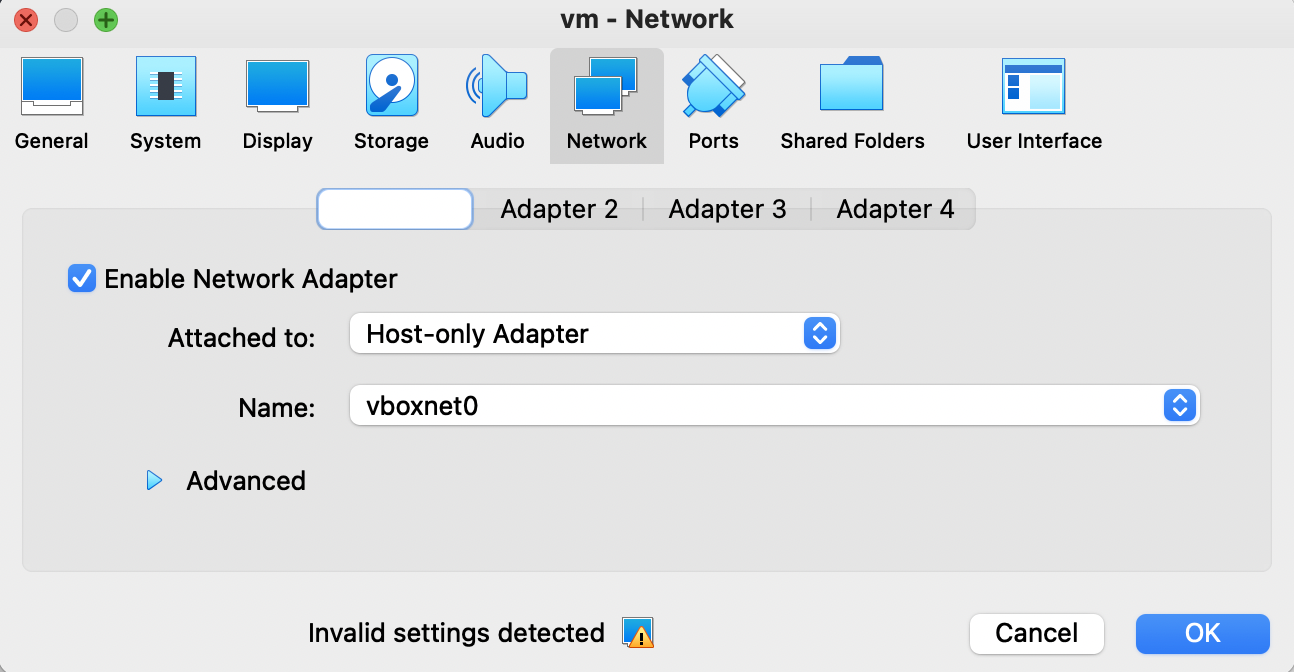 vm - Network
General System Display Storage Audio Network Ports Shared Folders User Interface
Adapter 2 Adapter 3 Adapter 4
Enable Network Adapter
Attached to: Host-only Adapter
Name: vboxnet0
Advanced
Invalid settings detected Cancel OK